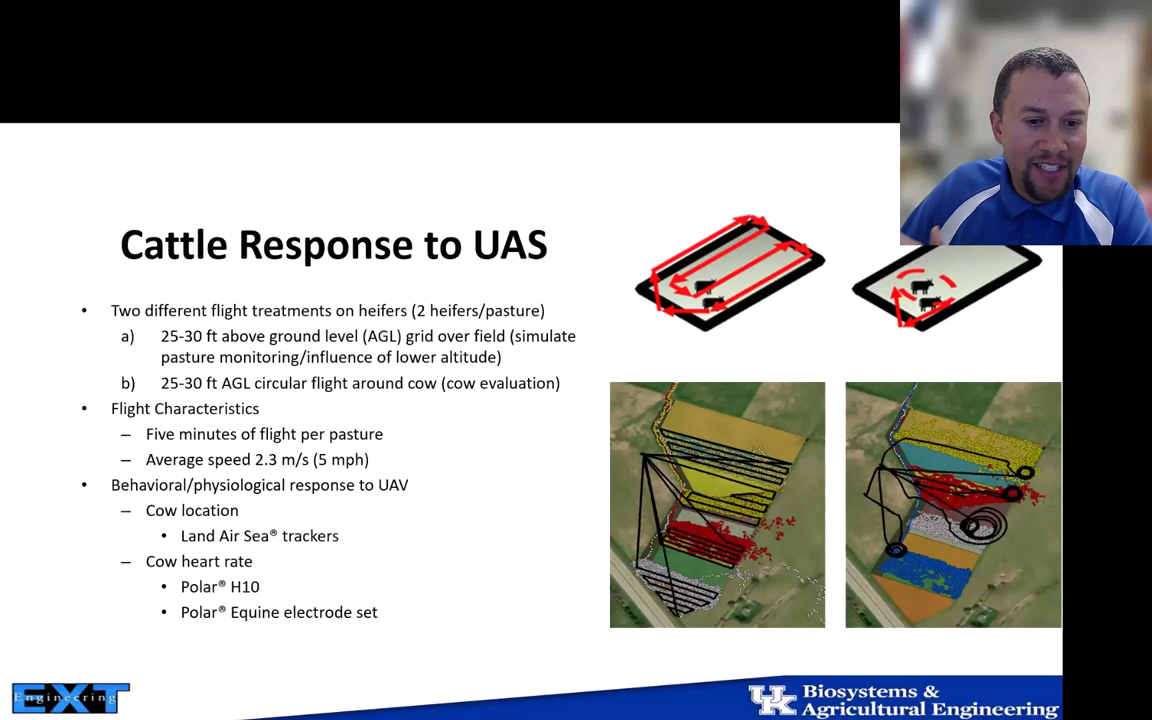 Cattle Response to UAS
• Two different flight treatments on heifers (2 heifers/pasture)
a) 25-30 ft above ground level (AGL) grid over field (simulate
pasture monitoring/influence of lower altitude)
b) 25-30 ft AGL circular flight around cow (cow evaluation)
• Flight Characteristics
– Five minutes of flight per pasture
– Average speed 2.3 m/s (5 mph)
• Behavioral/physiological response to UAV
– Cow location
• Land Air Sea® trackers
– Cow heart rate
• Polar® H10
• Polar® Equine electrode set
EXT
Engineering
UK
Biosystems &
Agricultural Engineering